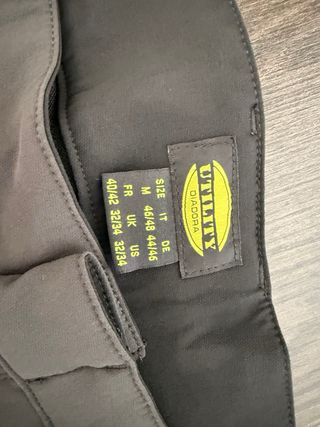 UTILITY
DIADORA
SIZE IT DE
M 46/48 44/46
FR UK US
40/42 32/34 32/34